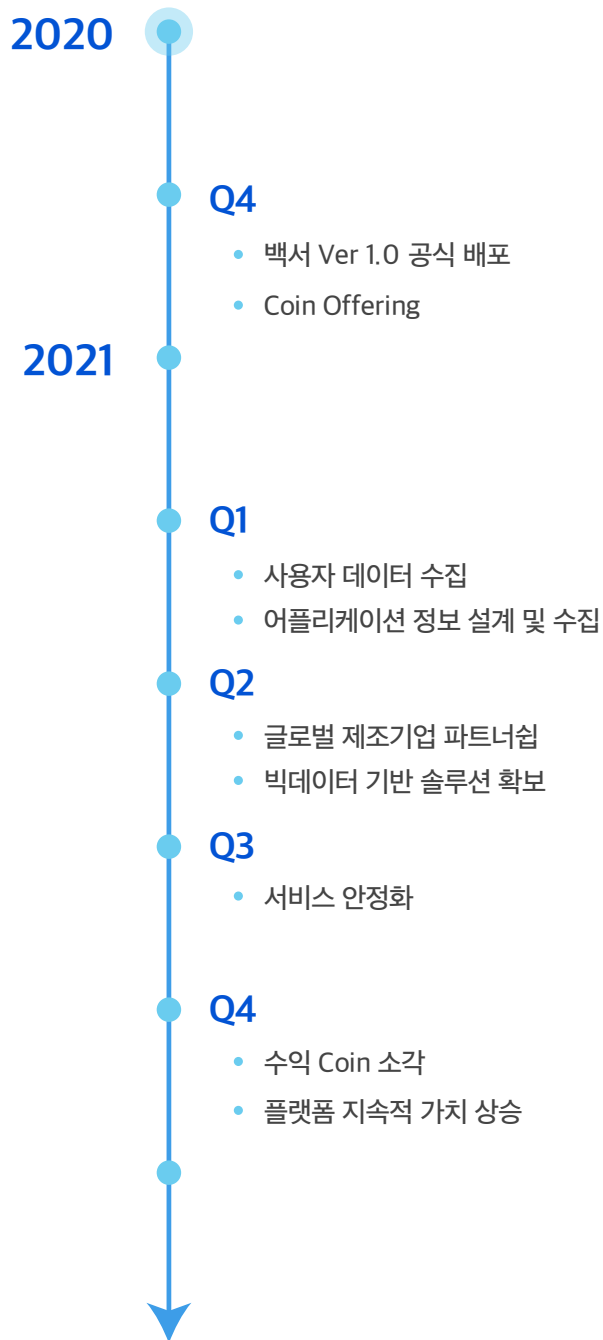 2020
Q4
백서 Ver 1.0 공식 배포
Coin Offering
2021
Q1
사용자 데이터 수집
어플리케이션 정보 설계 및 수집
Q2
글로벌 제조기업 파트너쉽
빅데이터 기반 솔루션 확보
Q3
서비스 안정화
Q4
수익 Coin 소각
플랫폼 지속적 가치 상승